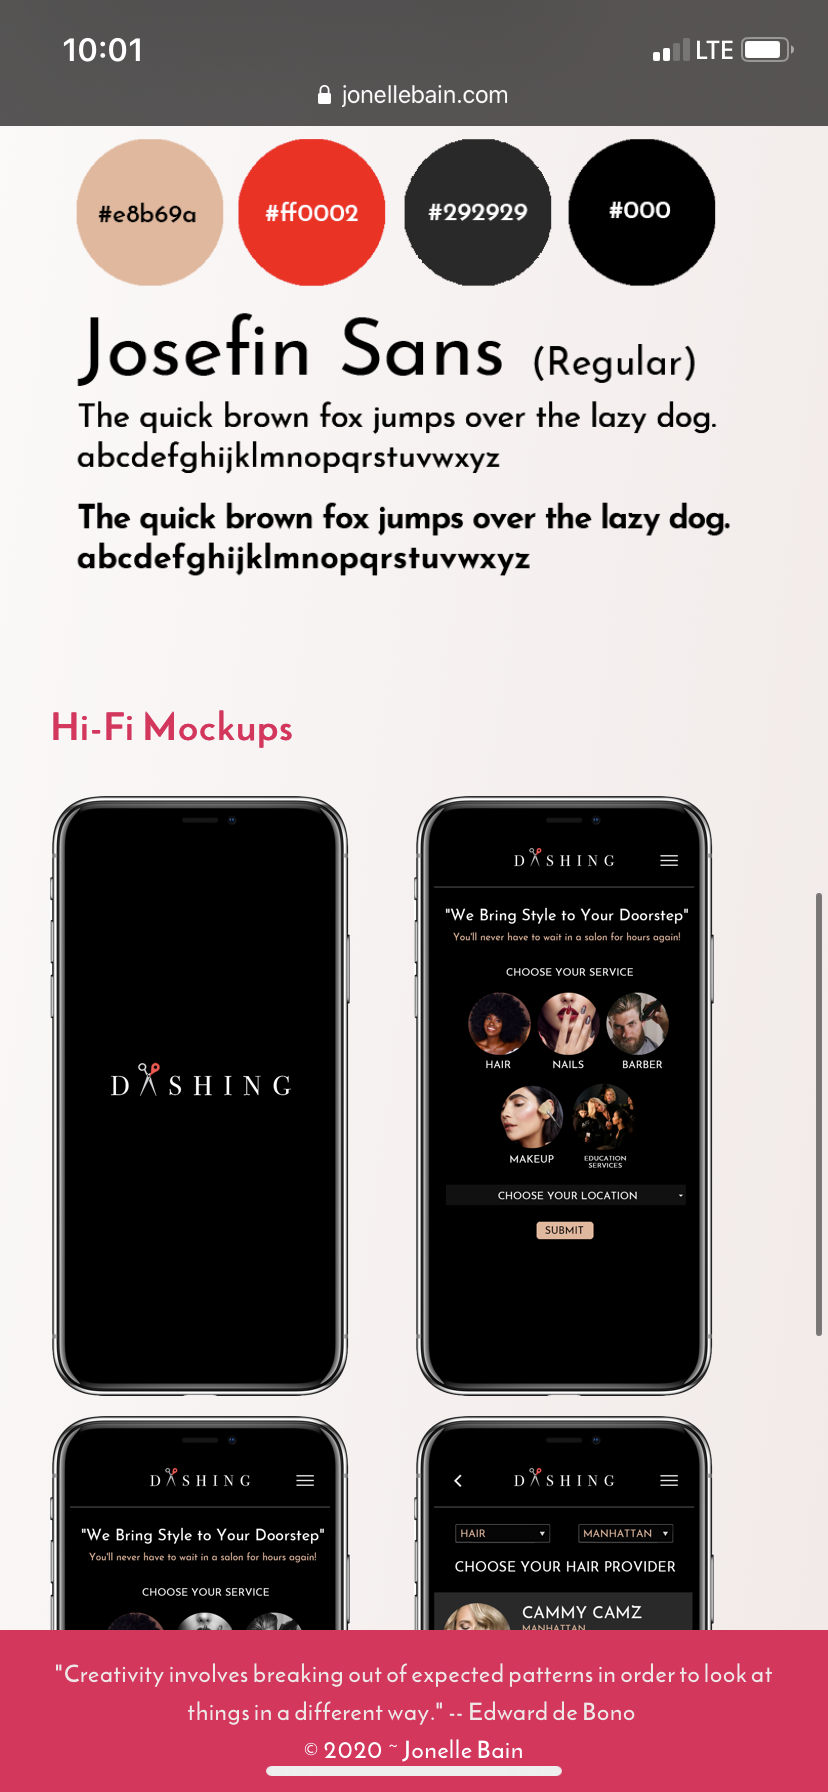 10:01
LTE
jonellebain.com
#e8b69a
#ff0002
#292929
#000
Josefin Sans (Regular)
The quick brown fox jumps over the lazy dog.
abcdefghijklmnopqrstuvwxyz
The quick brown fox jumps over the lazy dog.
abcdefghijklmnopqrstuvwxyz
Hi-Fi Mockups
DASHING
DASHING
"We Bring Style to Your Doorstep"
You'll never have to wait in a salon for hours again!
CHOOSE YOUR SERVICE
HAIR
NAILS
BARBER
MAKEUP
EDUCATION
SERVICES
CHOOSE YOUR LOCATION
SUBMIT
DASHING
"We Bring Style to Your Doorstep"
You'll never have to wait in a salon for hours again!
CHOOSE YOUR SERVICE
DASHING
HAIR
MANHATTAN
CHOOSE YOUR HAIR PROVIDER
CAMMY CAMZ
MANHATTAN
"Creativity involves breaking out of expected patterns in order to look at
things in a different way." -- Edward de Bono
© 2020 ~ Jonelle Bain